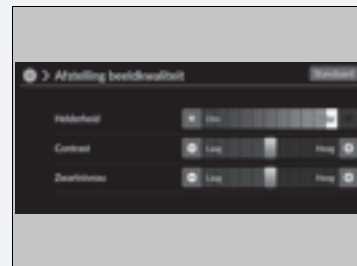 Afstelling beeldkwaliteit Standaard
Helderheid
Contrast Laag Hoog
Zwartniveau Laag Hoog